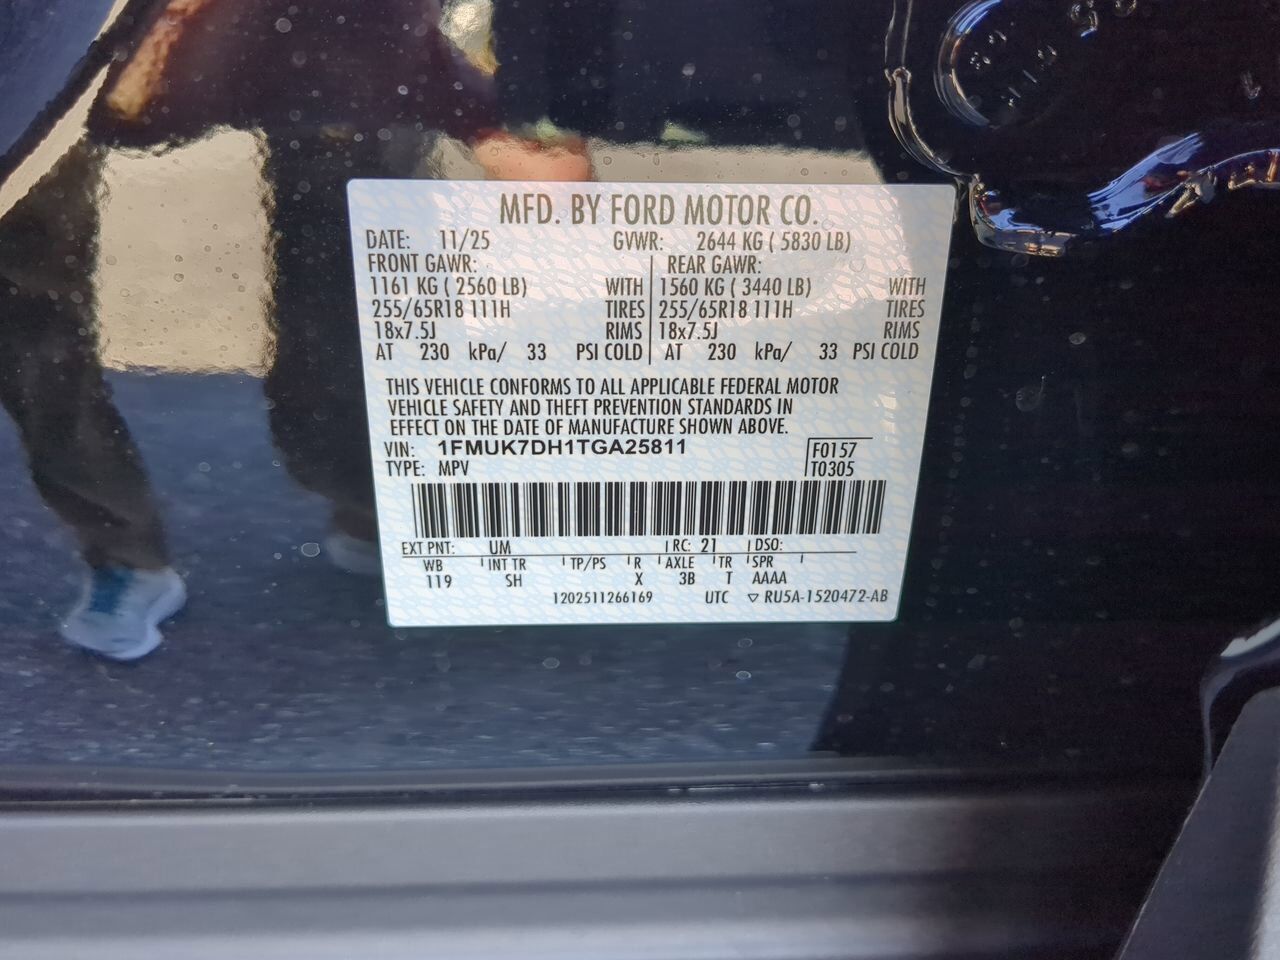 MFD. BY FORD MOTOR CO.
DATE: 11/25 GVWR: 2644 KG ( 5830 LB)
FRONT GAWR: REAR GAWR:
1161 KG ( 2560 LB) WITH 1560 KG ( 3440 LB) WITH
255/65R18 111H TIRES 255/65R18 111H TIRES
18x7.5J RIMS 18x7.5J RIMS
AT 230 kPa/ 33 PSI COLD AT 230 kPa/ 33 PSI COLD
THIS VEHICLE CONFORMS TO ALL APPLICABLE FEDERAL MOTOR
VEHICLE SAFETY AND THEFT PREVENTION STANDARDS IN
EFFECT ON THE DATE OF MANUFACTURE SHOWN ABOVE.
VIN: 1FMUK7DH1TGA25811 F0157
TYPE: MPV T0305
EXT PNT: UM RC: 21 DSO:
WB INT TR TP/PS R AXLE TR SPR
119 SH X 3B T AAAA
1202511266169 UTC ▽ RU5A-1520472-AB